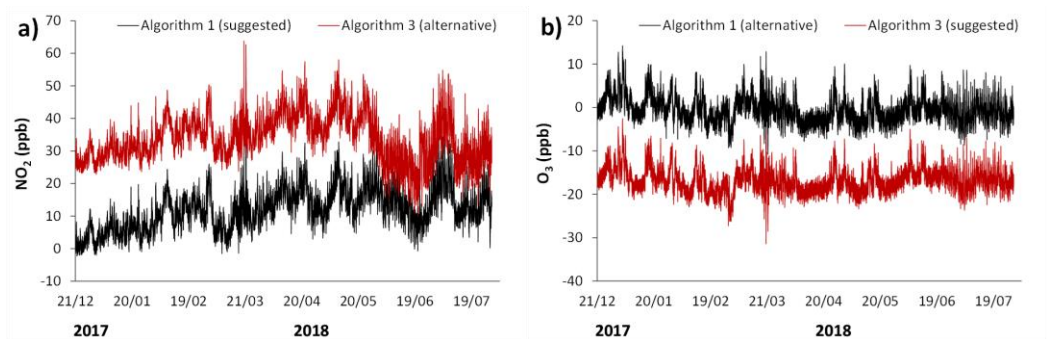 a)
Algorithm 1 (suggested) Algorithm 3 (alternative)
NO₂ (ppb)
70
60
50
40
30
20
10
0
-10
21/12 20/01 19/02 21/03 20/04 20/05 19/06 19/07
2017 2018
b)
Algorithm 1 (alternative) Algorithm 3 (suggested)
O₃ (ppb)
20
10
0
-10
-20
-30
-40
21/12 20/01 19/02 21/03 20/04 20/05 19/06 19/07
2017 2018